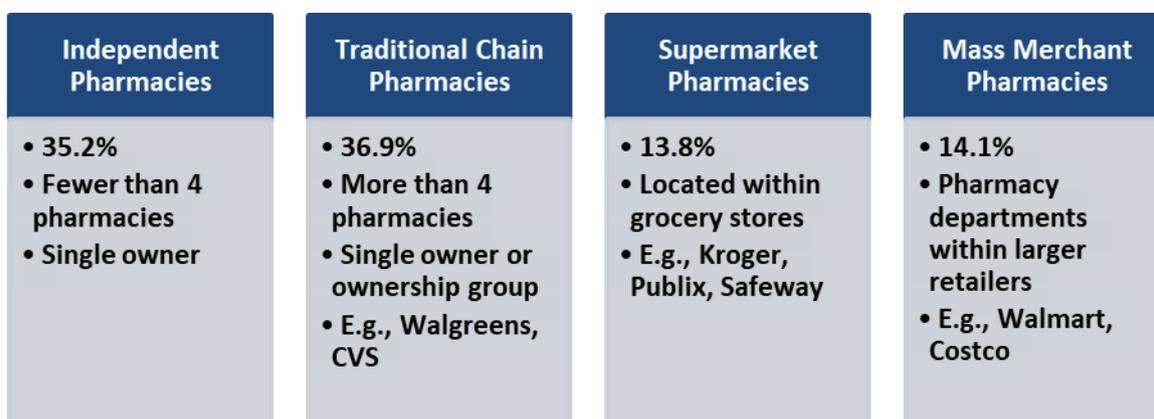 Independent
Pharmacies
• 35.2%
• Fewer than 4
pharmacies
• Single owner
Traditional Chain
Pharmacies
• 36.9%
• More than 4
pharmacies
• Single owner or
ownership group
• E.g., Walgreens,
CVS
Supermarket
Pharmacies
• 13.8%
• Located within
grocery stores
• E.g., Kroger,
Publix, Safeway
Mass Merchant
Pharmacies
• 14.1%
• Pharmacy
departments
within larger
retailers
• E.g., Walmart,
Costco